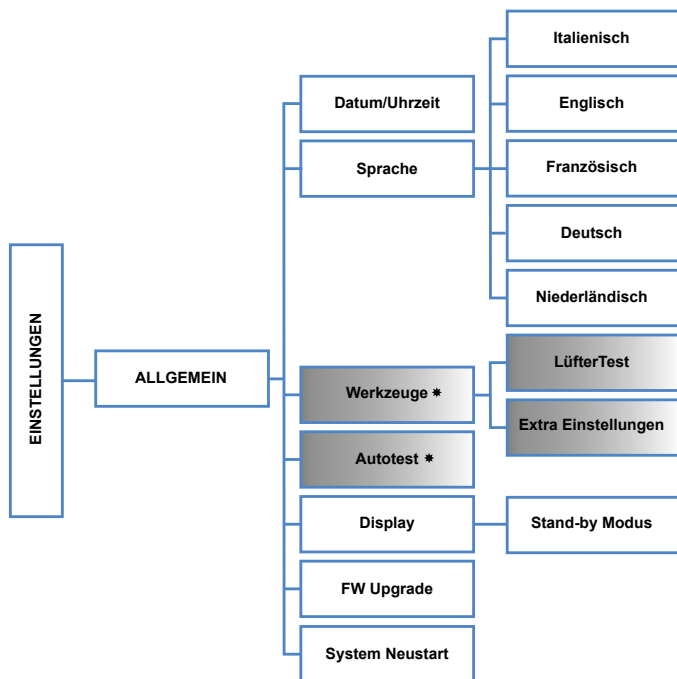 EINSTELLUNGEN
ALLGEMEIN
Datum/Uhrzeit
Sprache
Italienisch
Englisch
Französisch
Deutsch
Niederländisch
Werkzeuge ✷
LüfterTest
Extra Einstellungen
Autotest ✷
Display
Stand-by Modus
FW Upgrade
System Neustart